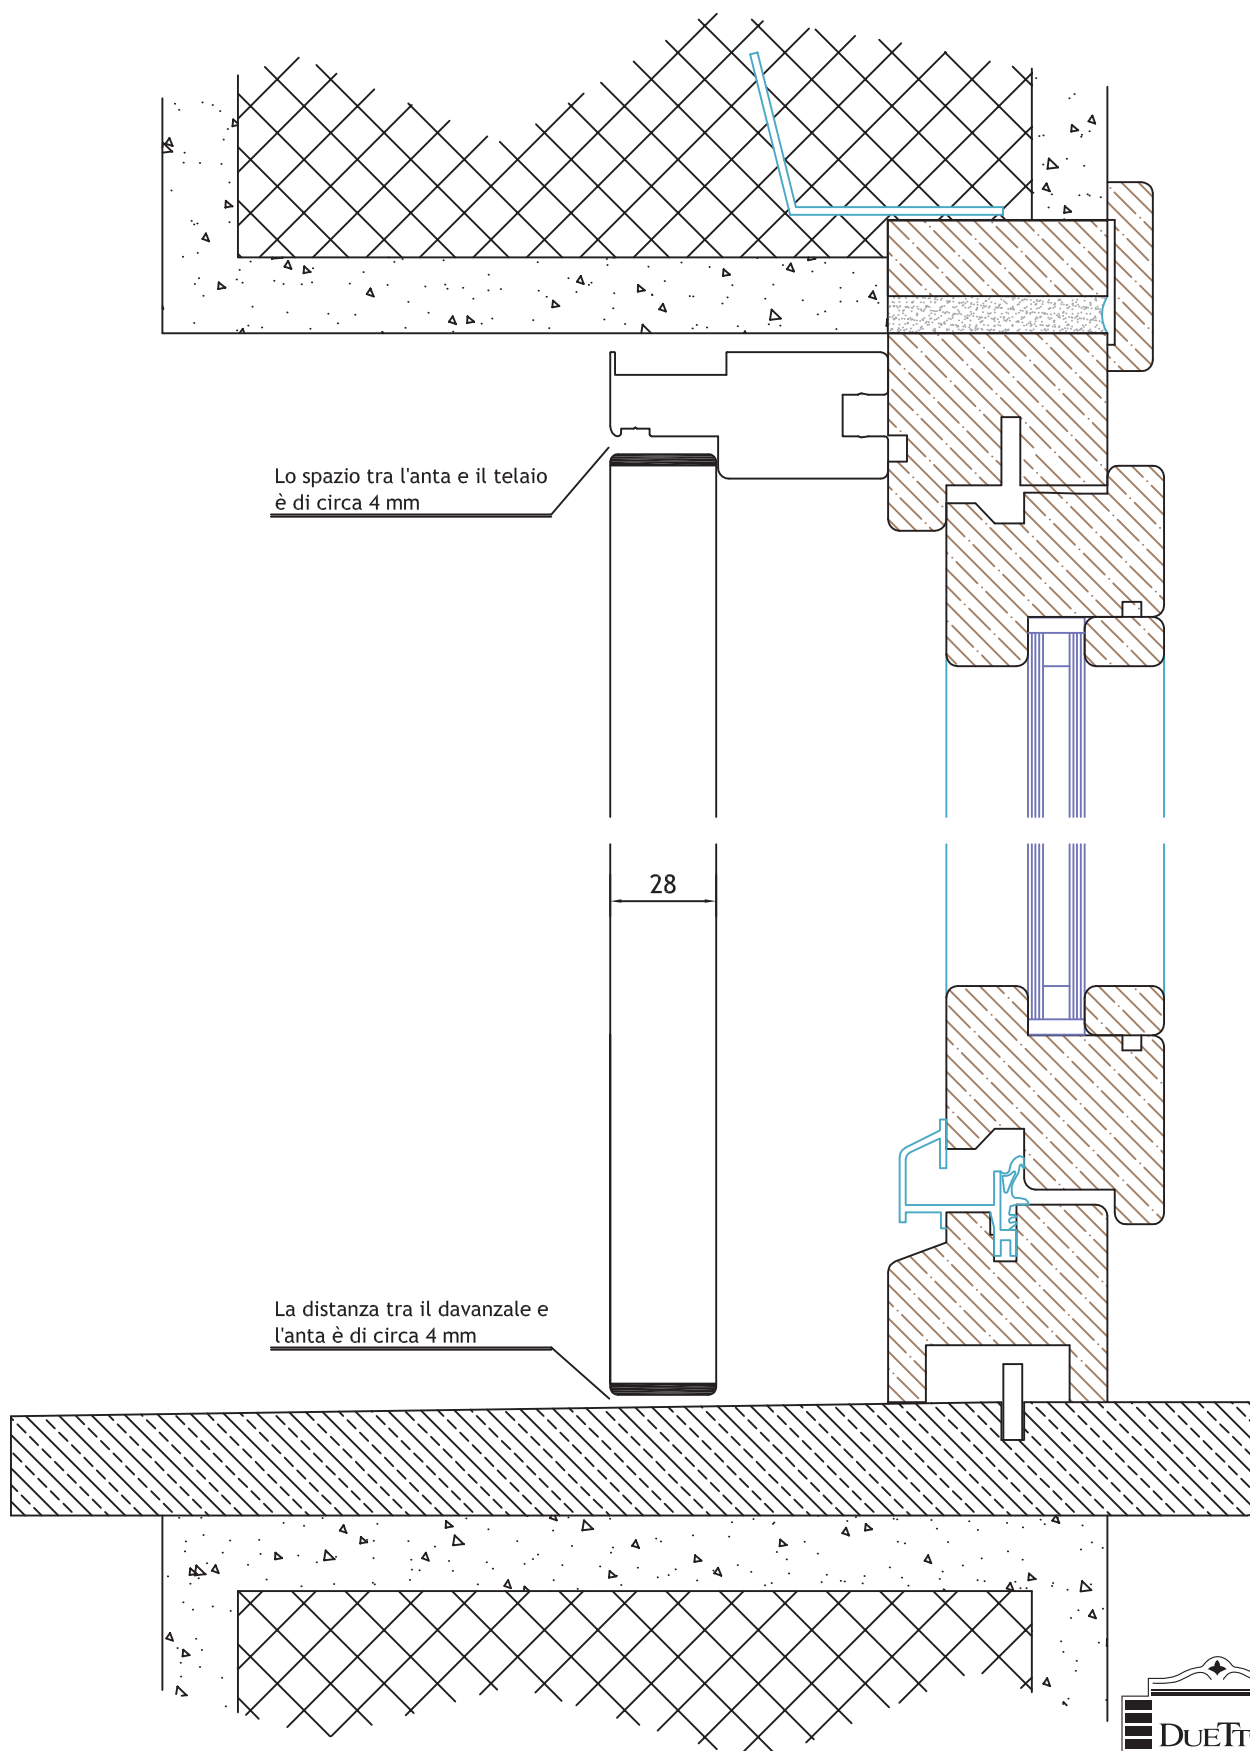 Lo spazio tra l'anta e il telaio
è di circa 4 mm
28
La distanza tra il davanzale e
l'anta è di circa 4 mm